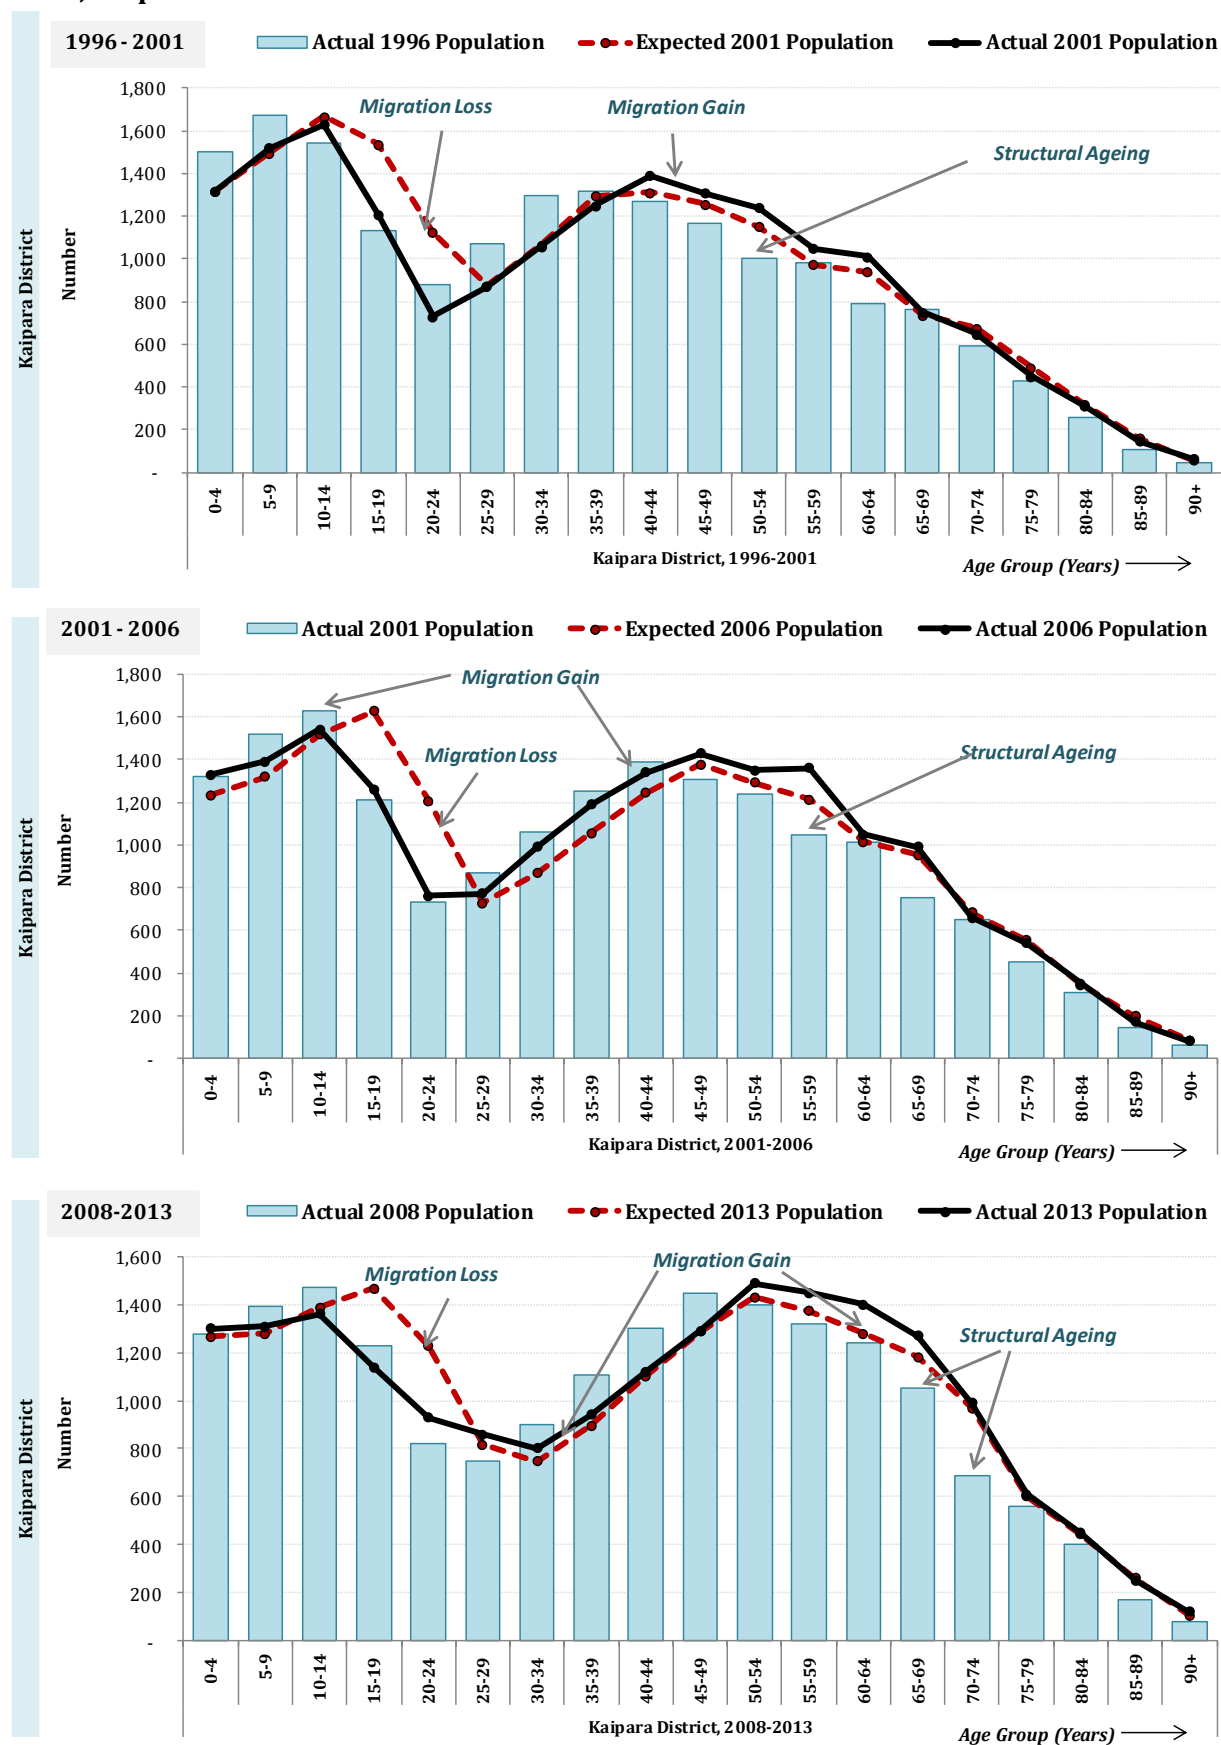 1996 - 2001
Actual 1996 Population
Expected 2001 Population
Actual 2001 Population
Kaipara District
Number
1,800
1,600
1,400
1,200
1,000
800
600
400
200
-
Migration Loss
Migration Gain
Structural Ageing
0-4
5-9
10-14
15-19
20-24
25-29
30-34
35-39
40-44
45-49
50-54
55-59
60-64
65-69
70-74
75-79
80-84
85-89
90+
Kaipara District, 1996-2001
Age Group (Years)
2001 - 2006
Actual 2001 Population
Expected 2006 Population
Actual 2006 Population
Kaipara District
Number
1,800
1,600
1,400
1,200
1,000
800
600
400
200
-
Migration Gain
Migration Loss
Structural Ageing
0-4
5-9
10-14
15-19
20-24
25-29
30-34
35-39
40-44
45-49
50-54
55-59
60-64
65-69
70-74
75-79
80-84
85-89
90+
Kaipara District, 2001-2006
Age Group (Years)
2008-2013
Actual 2008 Population
Expected 2013 Population
Actual 2013 Population
Kaipara District
Number
1,600
1,400
1,200
1,000
800
600
400
200
-
Migration Loss
Migration Gain
Structural Ageing
0-4
5-9
10-14
15-19
20-24
25-29
30-34
35-39
40-44
45-49
50-54
55-59
60-64
65-69
70-74
75-79
80-84
85-89
90+
Kaipara District, 2008-2013
Age Group (Years)